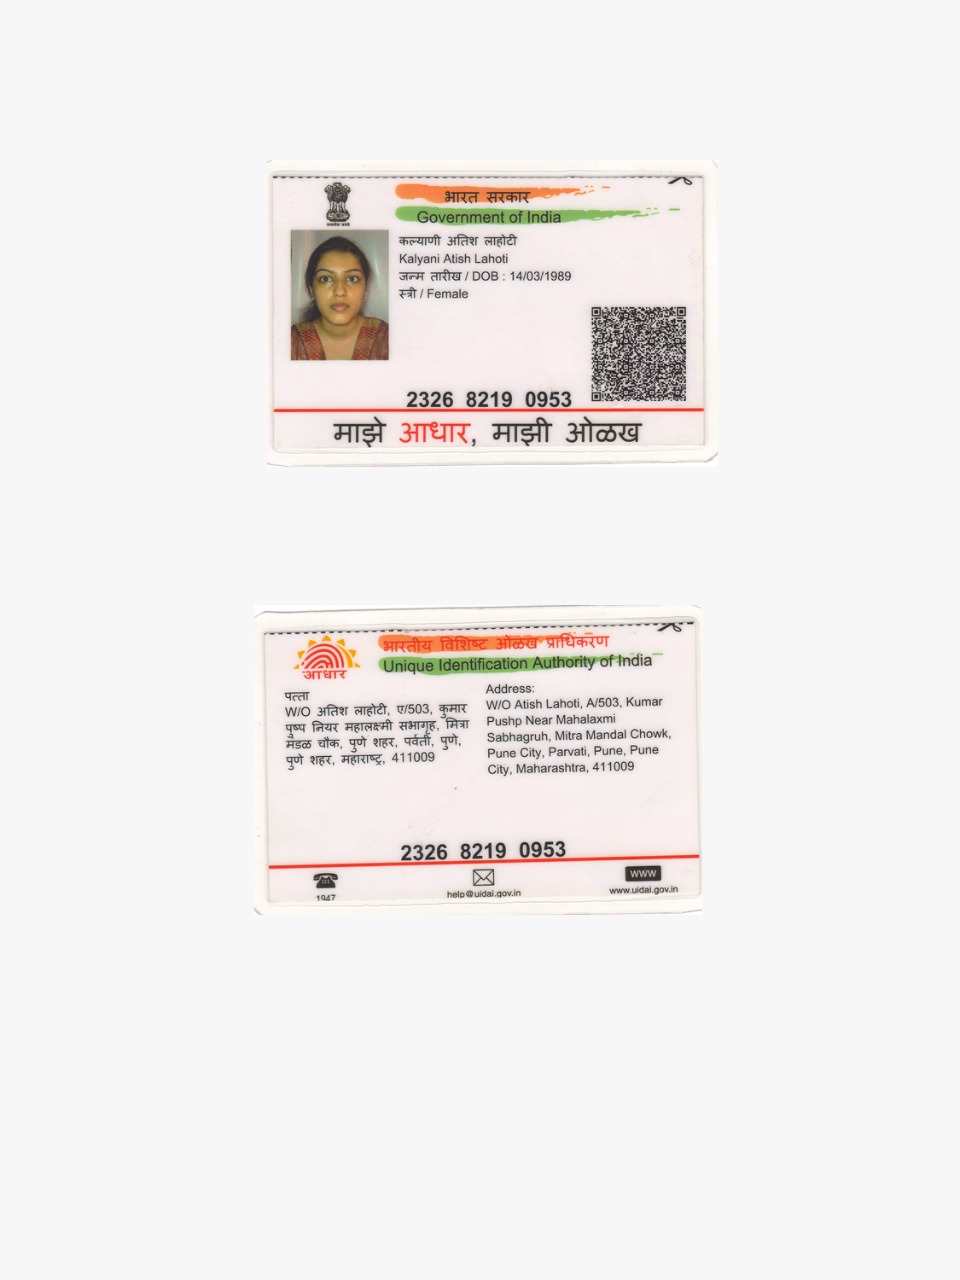 भारत सरकार
Government of India
कल्याणी अतिश लाहोटी
Kalyani Atish Lahoti
जन्म तारीख / DOB : 14/03/1989
स्त्री / Female
2326 8219 0953
माझे आधार, माझी ओळख
भारतीय विशिष्ट ओळख प्राधिकरण
Unique Identification Authority of India
आधार
पत्ता
W/O अतिश लाहोटी, ए/503, कुमार
पुष्प नियर महालक्ष्मी सभागृह, मित्रा
मंडळ चौक, पुणे शहर, पर्वती, पुणे,
पुणे शहर, महाराष्ट्र, 411009
Address:
W/O Atish Lahoti, A/503, Kumar
Pushp Near Mahalaxmi
Sabhagruh, Mitra Mandal Chowk,
Pune City, Parvati, Pune, Pune
City, Maharashtra, 411009
2326 8219 0953
1947
help@uidai.gov.in
WWW
www.uidai.gov.in